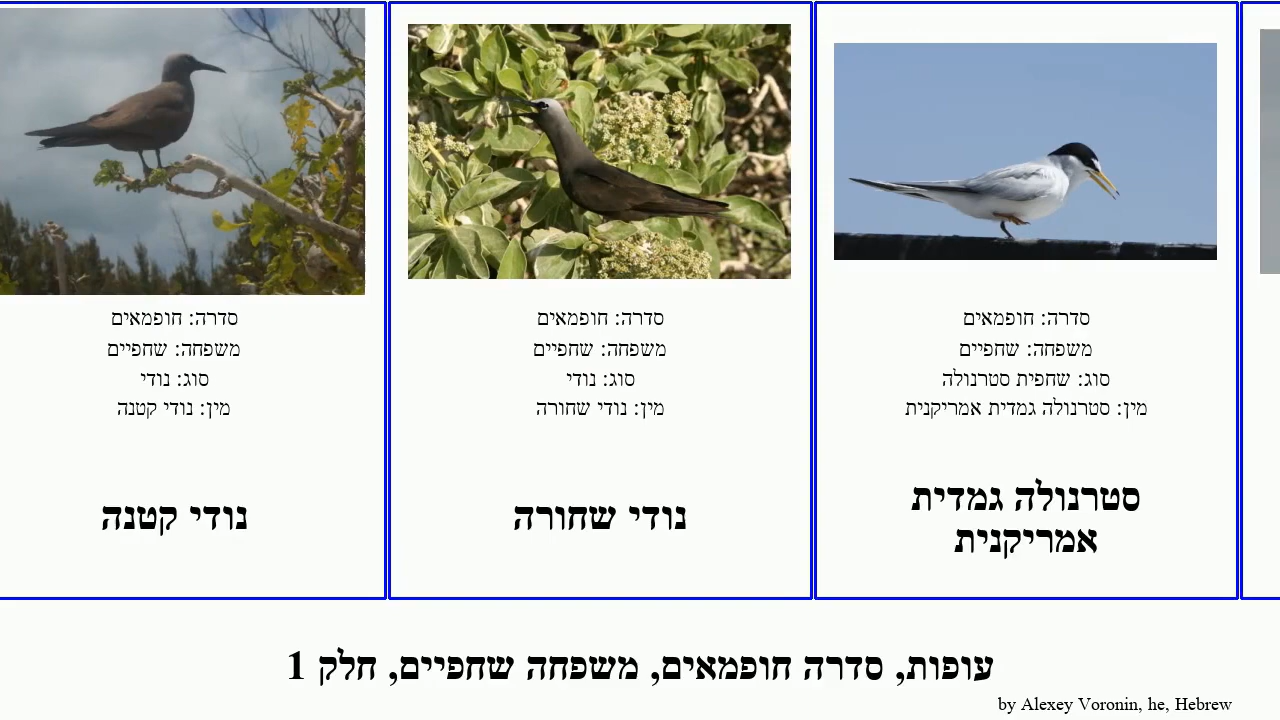 סדרה: חופמאים
משפחה: שחפיים
סוג: נודי
מין: נודי קטנה
נודי קטנה
סדרה: חופמאים
משפחה: שחפיים
סוג: נודי
מין: נודי שחורה
נודי שחורה
סדרה: חופמאים
משפחה: שחפיים
סוג: שחפית סטרנולה
מין: סטרנולה גמדית אמריקנית
סטרנולה גמדית
אמריקנית
עופות, סדרה חופמאים, משפחה שחפיים, חלק 1
by Alexey Voronin, he, Hebrew